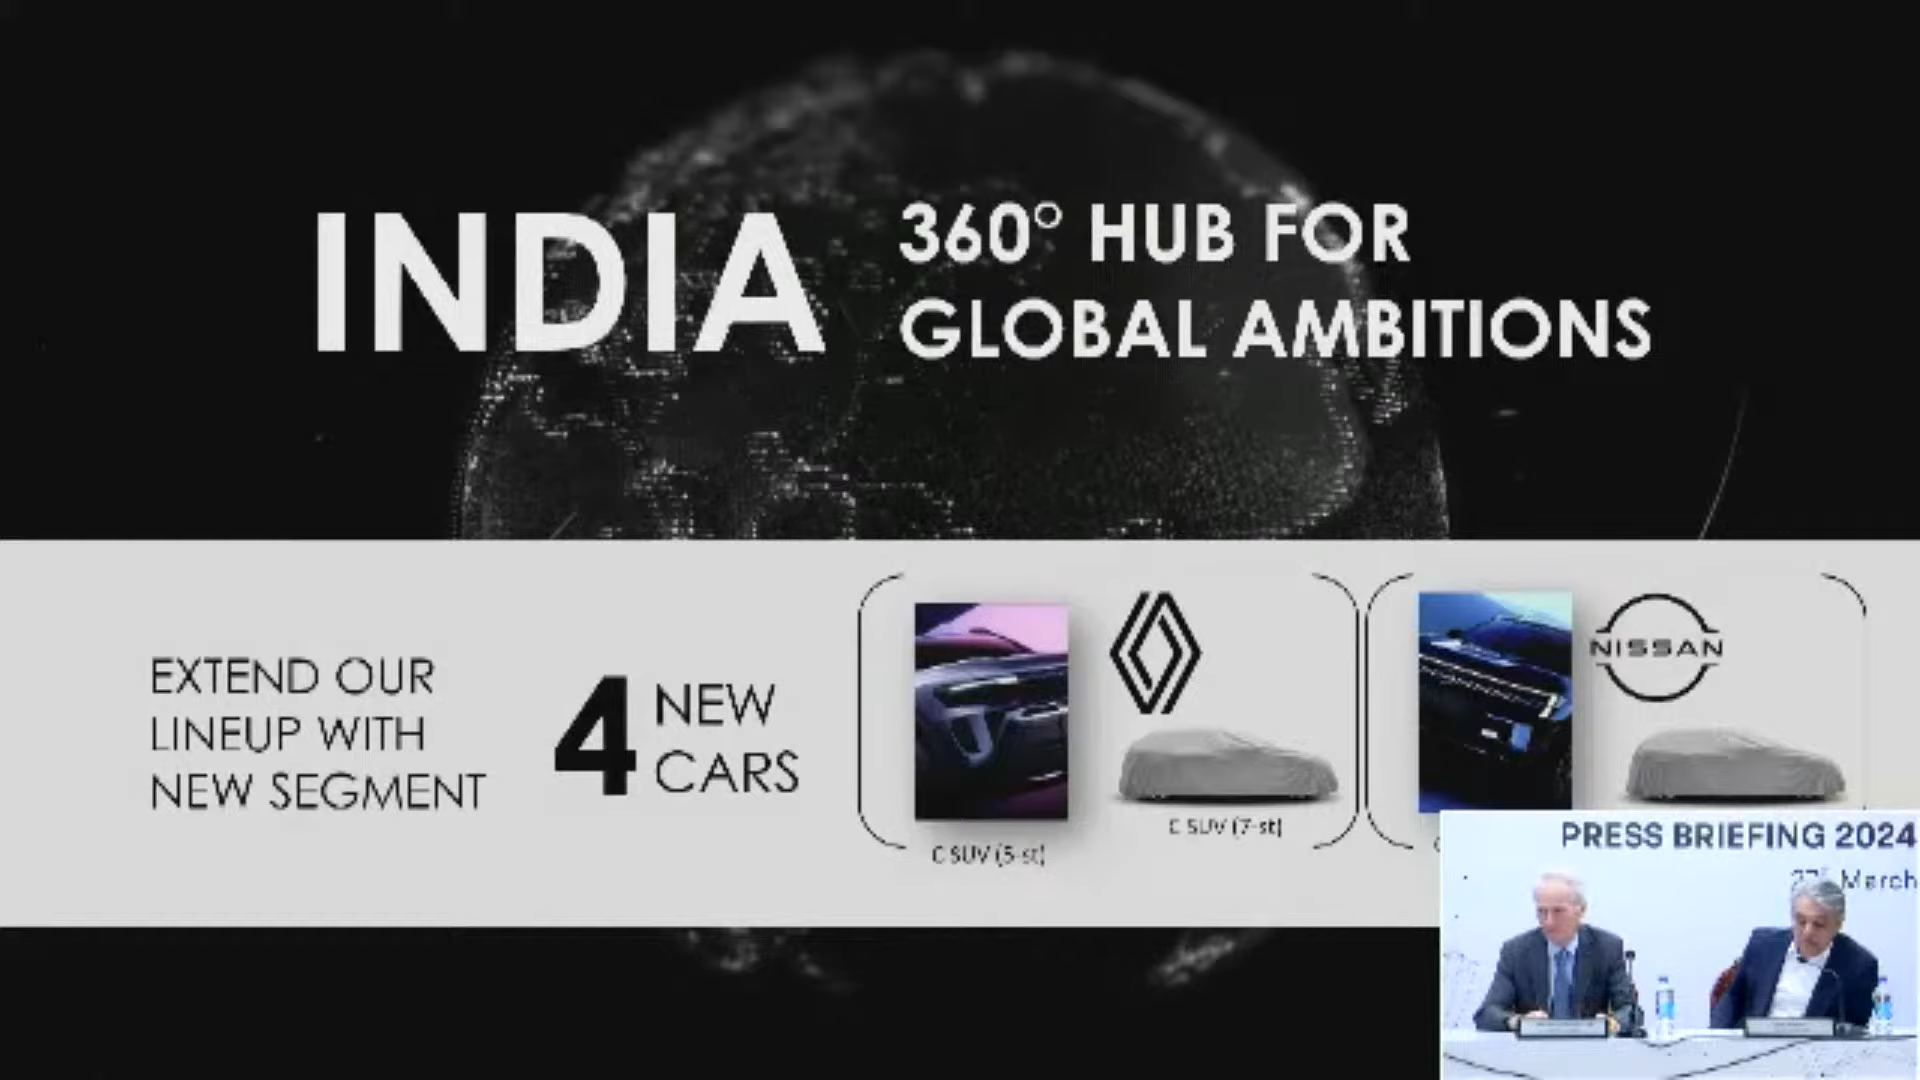 INDIA
360° HUB FOR
GLOBAL AMBITIONS
EXTEND OUR
LINEUP WITH
NEW SEGMENT
4
NEW
CARS
C SUV (5-st)
C SUV (7-st)
NISSAN
PRESS BRIEFING 2024
March